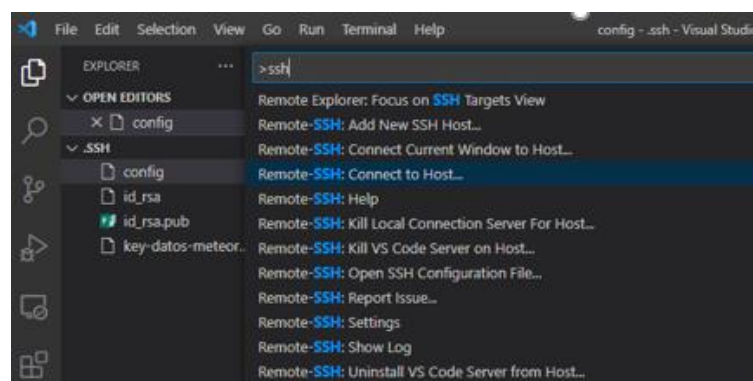 File Edit Selection View Go Run Terminal Help config - .ssh - Visual Studi
EXPLORER ...
OPEN EDITORS
config
.SSH
config
id_rsa
id_rsa.pub
key-datos-meteor..
>ssh
Remote Explorer: Focus on SSH Targets View
Remote-SSH: Add New SSH Host...
Remote-SSH: Connect Current Window to Host...
Remote-SSH: Connect to Host...
Remote-SSH: Help
Remote-SSH: Kill Local Connection Server For Host...
Remote-SSH: Kill VS Code Server on Host...
Remote-SSH: Open SSH Configuration File...
Remote-SSH: Report Issue...
Remote-SSH: Settings
Remote-SSH: Show Log
Remote-SSH: Uninstall VS Code Server from Host...